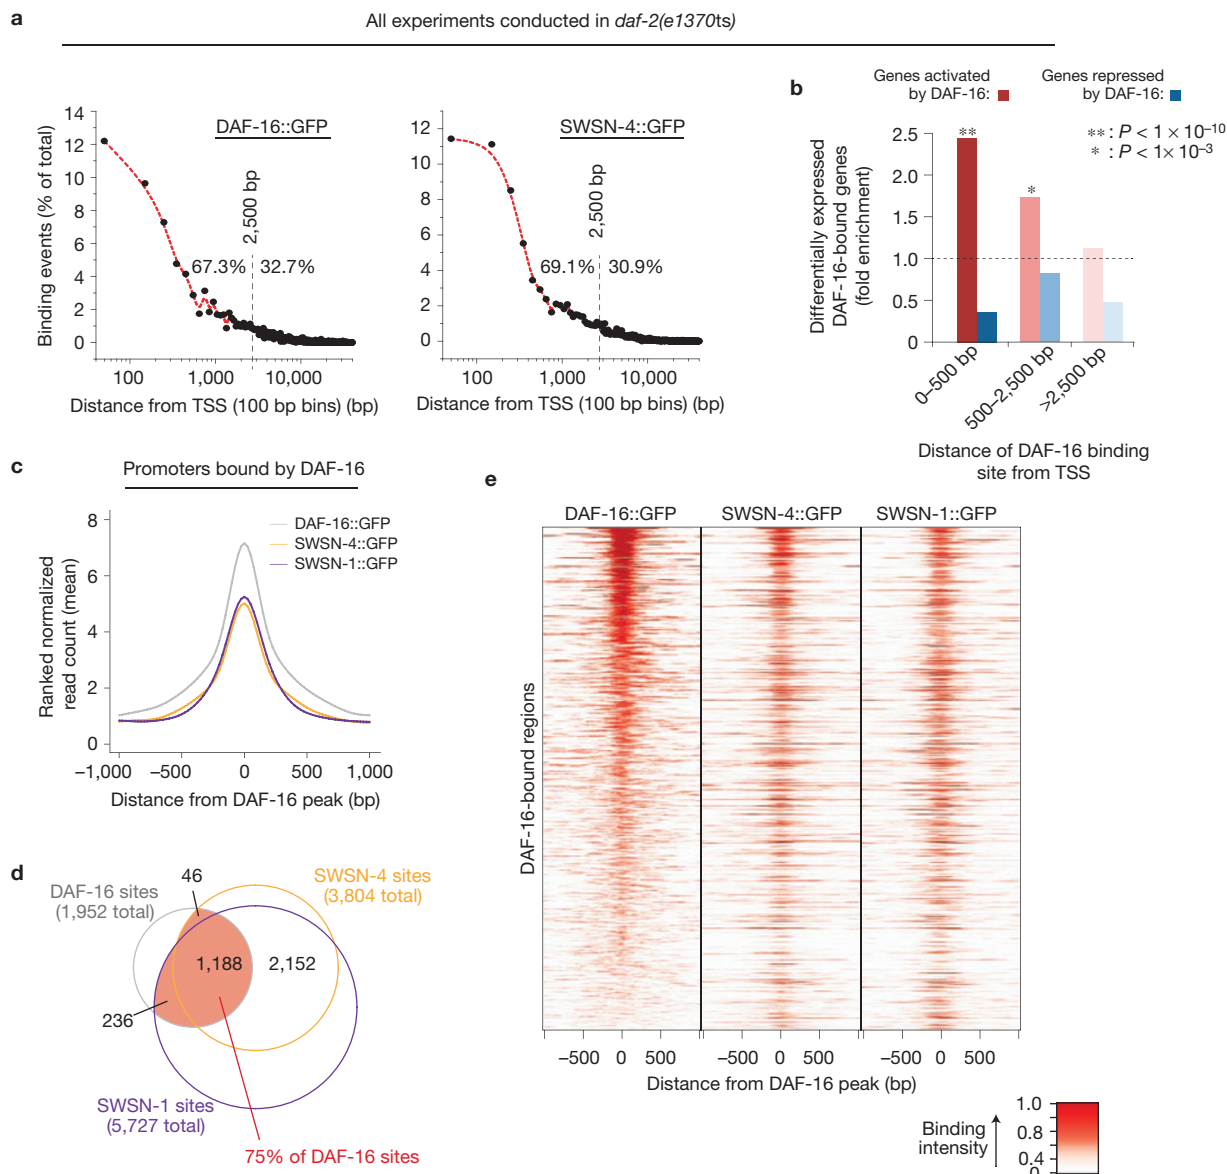 a
All experiments conducted in daf-2(e1370ts)
DAF-16::GFP
Binding events (% of total)
14
12
10
8
6
4
2
0
2,500 bp
67.3%
32.7%
100
1,000
10,000
Distance from TSS (100 bp bins) (bp)
SWSN-4::GFP
12
10
8
6
4
2
0
2,500 bp
69.1%
30.9%
100
1,000
10,000
Distance from TSS (100 bp bins) (bp)
b
Genes activated
by DAF-16:
Genes repressed
by DAF-16:
**: P < 1 × 10–10
* : P < 1 × 10–3
Differentially expressed
DAF-16-bound genes
(fold enrichment)
2.5
2.0
1.5
1.0
0.5
0
**
*
0–500 bp
500–2,500 bp
>2,500 bp
Distance of DAF-16 binding
site from TSS
c
Promoters bound by DAF-16
DAF-16::GFP
SWSN-4::GFP
SWSN-1::GFP
Ranked normalized
read count (mean)
8
6
4
2
0
–1,000
–500
0
500
1,000
Distance from DAF-16 peak (bp)
d
46
DAF-16 sites
(1,952 total)
SWSN-4 sites
(3,804 total)
1,188
2,152
236
SWSN-1 sites
(5,727 total)
75% of DAF-16 sites
e
DAF-16::GFP
SWSN-4::GFP
SWSN-1::GFP
DAF-16-bound regions
–500
0
500
–500
0
500
–500
0
500
Distance from DAF-16 peak (bp)
Binding
intensity
1.0
0.8
0.4